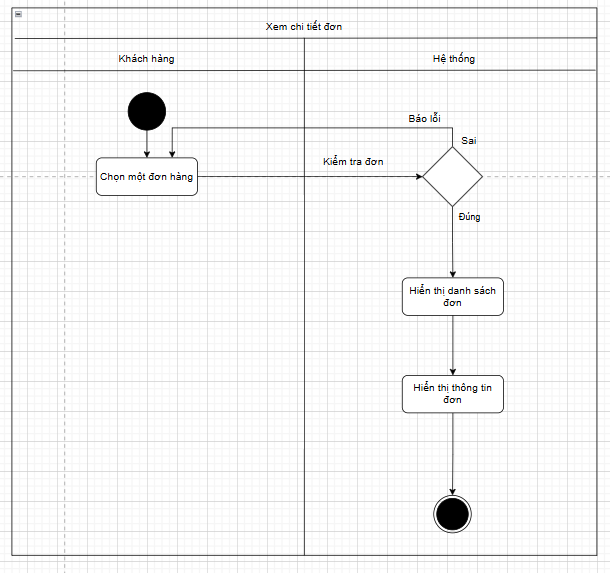 Xem chi tiết đơn
Khách hàng
Hệ thống
Báo lỗi
Sai
Kiểm tra đơn
Chọn một đơn hàng
Đúng
Hiển thị danh sách
đơn
Hiển thị thông tin
đơn